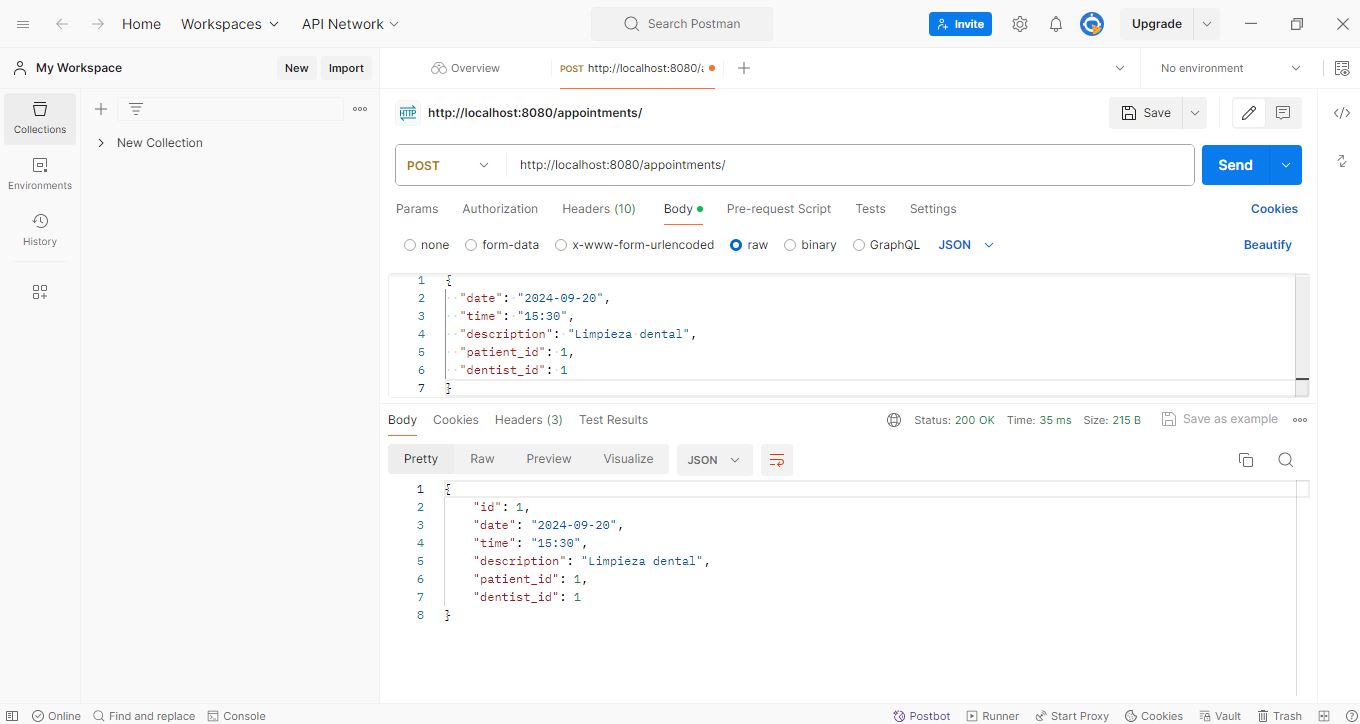 Home Workspaces API Network Search Postman Invite Upgrade
My Workspace New Import Overview POST http://localhost:8080/a No environment
Collections
Environments
History
New Collection
HTTP http://localhost:8080/appointments/ Save
POST http://localhost:8080/appointments/ Send
Params Authorization Headers (10) Body Pre-request Script Tests Settings Cookies
none form-data x-www-form-urlencoded raw binary GraphQL JSON Beautify
1 {
2 "date": "2024-09-20",
3 "time": "15:30",
4 "description": "Limpieza dental",
5 "patient_id": 1,
6 "dentist_id": 1
7 }
Body Cookies Headers (3) Test Results Status: 200 OK Time: 35 ms Size: 215 B Save as example
Pretty Raw Preview Visualize JSON
1 {
2 "id": 1,
3 "date": "2024-09-20",
4 "time": "15:30",
5 "description": "Limpieza dental",
6 "patient_id": 1,
7 "dentist_id": 1
8 }
Online Find and replace Console Postbot Runner Start Proxy Cookies Vault Trash